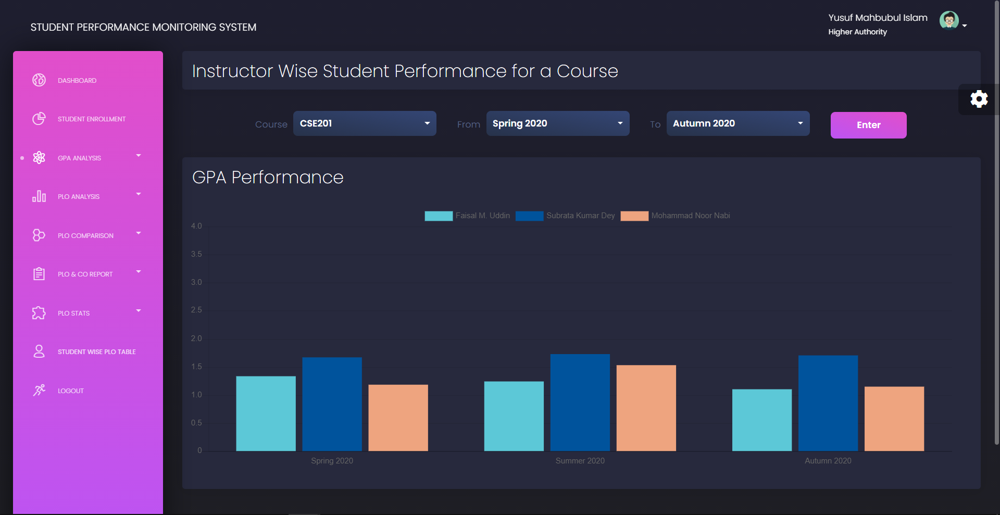 STUDENT PERFORMANCE MONITORING SYSTEM
Yusuf Mahbubul Islam
Higher Authority
DASHBOARD
STUDENT ENROLLMENT
GPA ANALYSIS
PLO ANALYSIS
PLO COMPARISON
PLO & CO REPORT
PLO STATS
STUDENT WISE PLO TABLE
LOGOUT
Instructor Wise Student Performance for a Course
Course CSE201 From Spring 2020 To Autumn 2020 Enter
GPA Performance
Faisal M. Uddin Subrata Kumar Dey Mohammad Noor Nabi
4.0
3.5
3.0
2.5
2.0
1.5
1.0
0.5
0
Spring 2020 Summer 2020 Autumn 2020